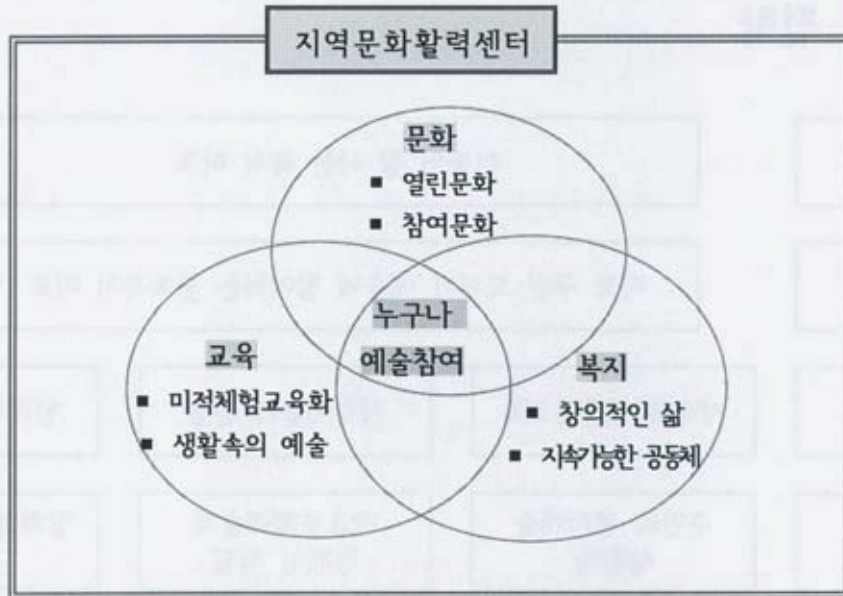 지역문화활력센터
문화
■ 열린문화
■ 참여문화
누구나
예술참여
교육
■ 미적체험교육화
■ 생활속의 예술
복지
■ 창의적인 삶
■ 지속가능한 공동체